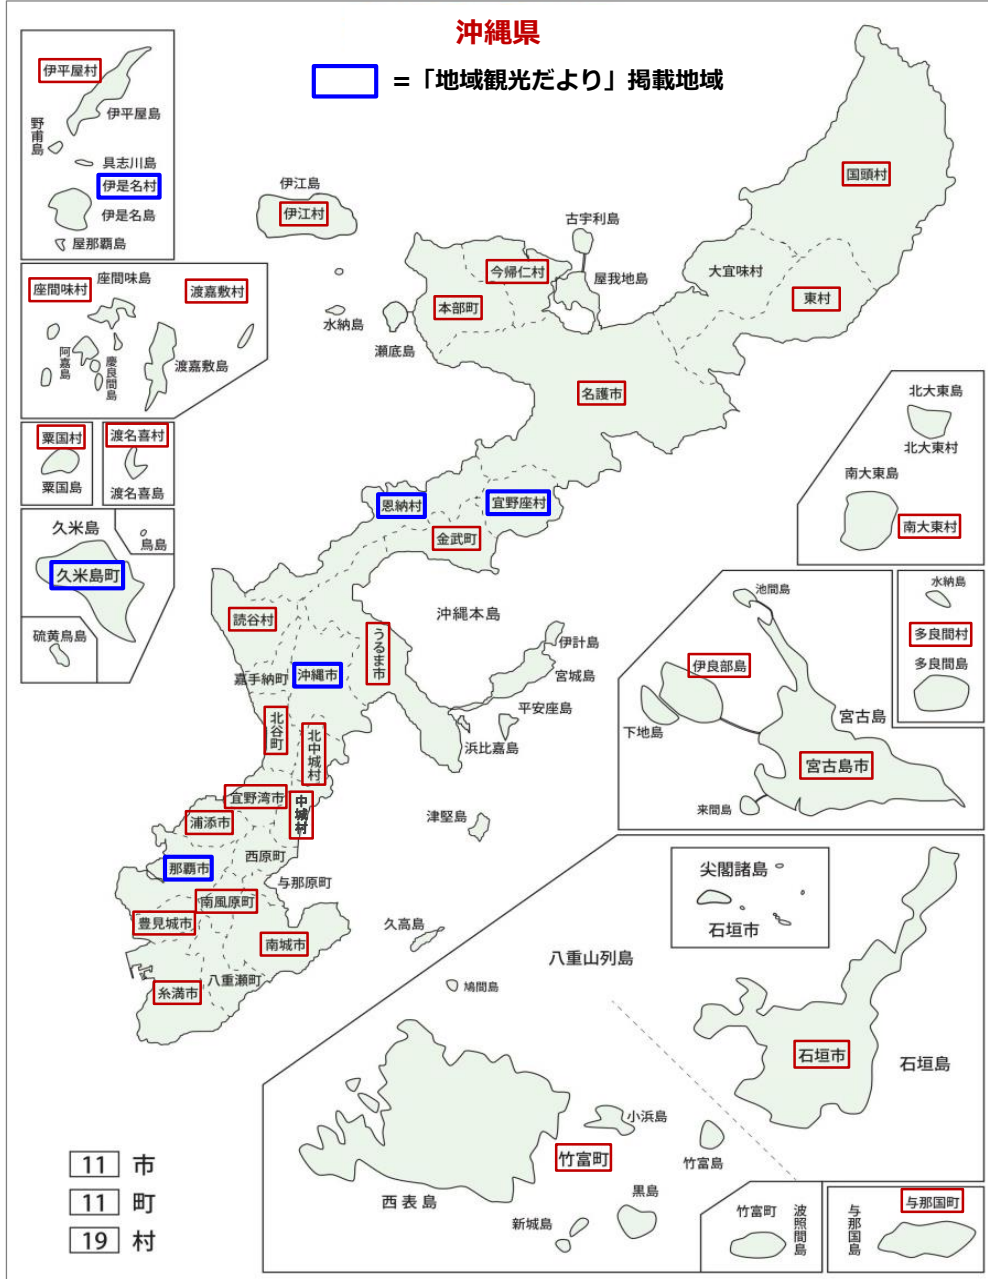 沖縄県
=「地域観光だより」掲載地域
伊平屋村
伊平屋島
野甫島
具志川島
伊是名村
伊是名島
屋那覇島
伊江島
伊江村
国頭村
古宇利島
今帰仁村
屋我地島
大宜味村
東村
本部町
水納島
瀬底島
名護市
座間味村
座間味島
渡嘉敷村
阿嘉島
慶良間島
渡嘉敷島
粟国村
粟国島
渡名喜村
渡名喜島
久米島
鳥島
久米島町
硫黄鳥島
北大東島
北大東村
南大東島
南大東村
恩納村
宜野座村
金武町
読谷村
うるま市
沖縄本島
伊計島
宮城島
平安座島
浜比嘉島
嘉手納町
沖縄市
北谷町
北中城村
宜野湾市
中城村
浦添市
津堅島
西原町
那覇市
与那原町
南風原町
豊見城市
南城市
久高島
八重瀬町
糸満市
池間島
伊良部島
下地島
宮古島
宮古島市
来間島
水納島
多良間村
多良間島
尖閣諸島
石垣市
八重山列島
鳩間島
石垣市
石垣島
小浜島
竹富町
竹富島
西表島
黒島
新城島
竹富町
波照間島
与那国島
与那国町
11 市
11 町
19 村